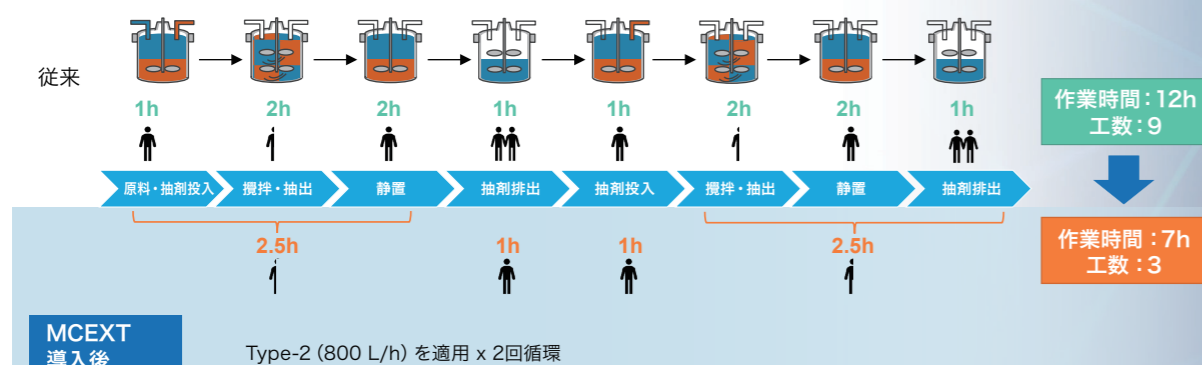 従来
1h
2h
2h
1h
1h
2h
2h
1h
作業時間：12h
工数：9
原料・抽剤投入
攪拌・抽出
静置
抽剤排出
抽剤投入
攪拌・抽出
静置
抽剤排出
2.5h
1h
1h
2.5h
作業時間：7h
工数：3
MCEXT
導入後
Type-2 (800 L/h) を適用 x 2回循環